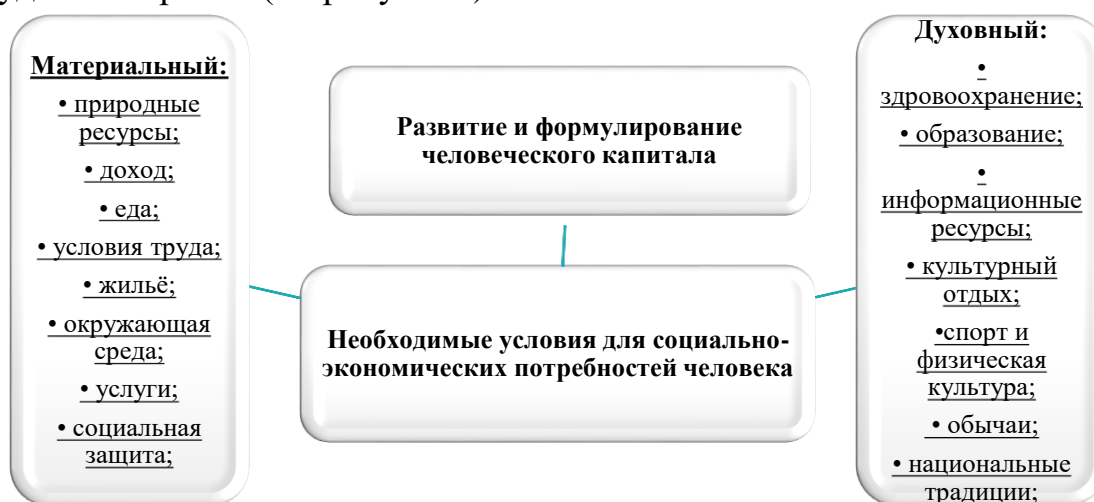 Материальный:
• природные
ресурсы;
• доход;
• еда;
• условия труда;
• жильё;
• окружающая
среда;
• услуги;
• социальная
защита;
Развитие и формулирование
человеческого капитала
Необходимые условия для социально-
экономических потребностей человека
Духовный:
•
здровоохранение;
• образование;
•
информационные
ресурсы;
• культурный
отдых;
•спорт и
физическая
культура;
• обычаи;
• национальные
традиции;